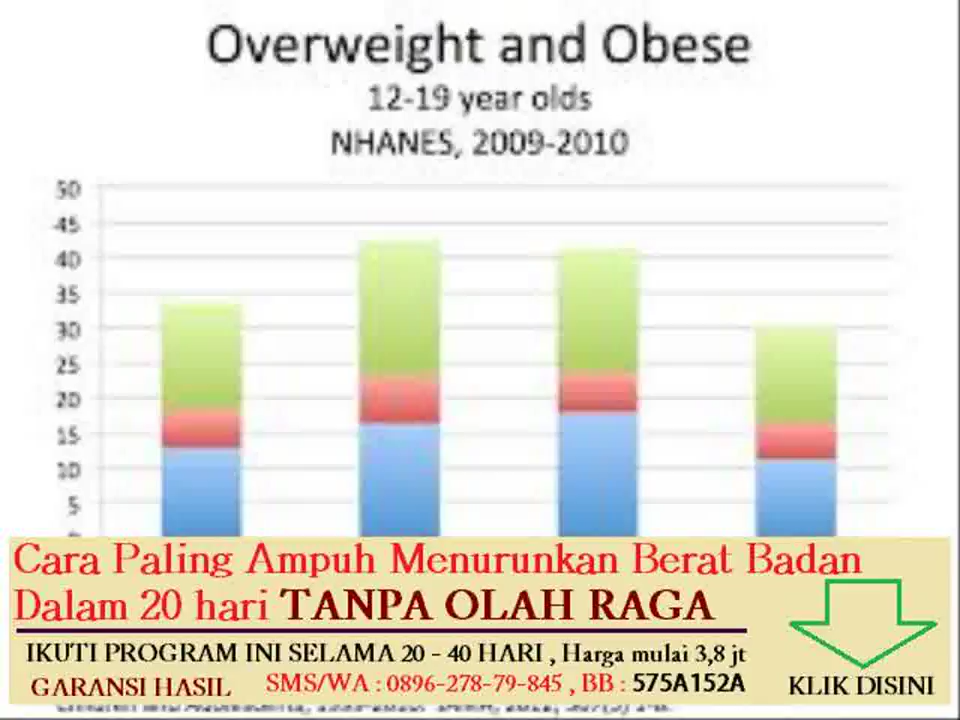 Overweight and Obese
12-19 year olds
NHANES, 2009-2010
50
45
40
35
30
25
20
15
10
5
Cara Paling Ampuh Menurunkan Berat Badan
Dalam 20 hari TANPA OLAH RAGA
IKUTI PROGRAM INI SELAMA 20 - 40 HARI , Harga mulai 3,8 jt
GARANSI HASIL SMS/WA : 0896-278-79-845 , BB : 575A152A
KLIK DISINI